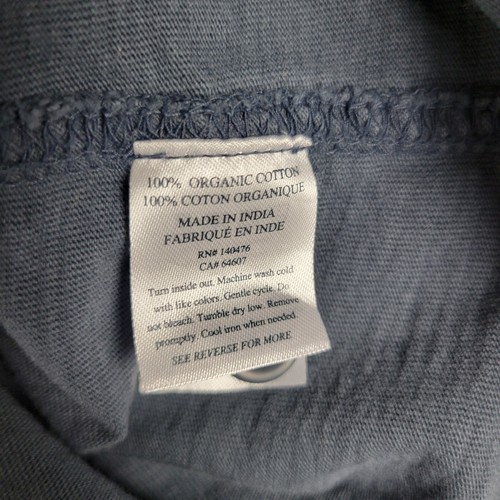 100% ORGANIC COTTON
100% COTON ORGANIQUE
MADE IN INDIA
FABRIQUÉ EN INDE
RN# 140476
CA# 64607
Turn inside out. Machine wash cold
with like colors. Gentle cycle. Do
not bleach. Tumble dry low. Remove
promptly. Cool iron when needed.
SEE REVERSE FOR MORE